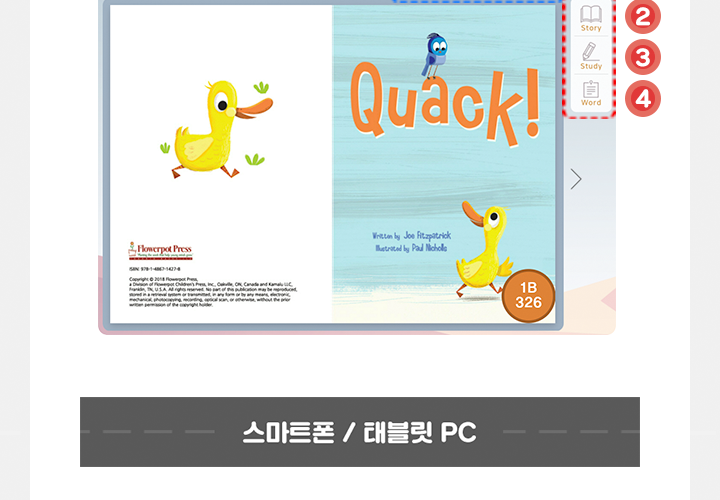 Story
2
Study
3
Word
4
Quack!
Written by Joe Fitzpatrick
Illustrated by Paul Nicholls
1B
326
Flowerpot Press
ISBN: 978-1-4867-1427-8
Copyright © 2018 Flowerpot Press,
a Division of Flowerpot Children's Press, Inc., Oakville, ON, Canada and Kamalu LLC,
Franklin, TN, U.S.A. All rights reserved. No part of this publication may be reproduced,
stored in a retrieval system or transmitted, in any form or by any means, electronic,
mechanical, photocopying, recording, optical scan, or otherwise, without the prior
written permission of the copyright holder.
스마트폰 / 태블릿 PC